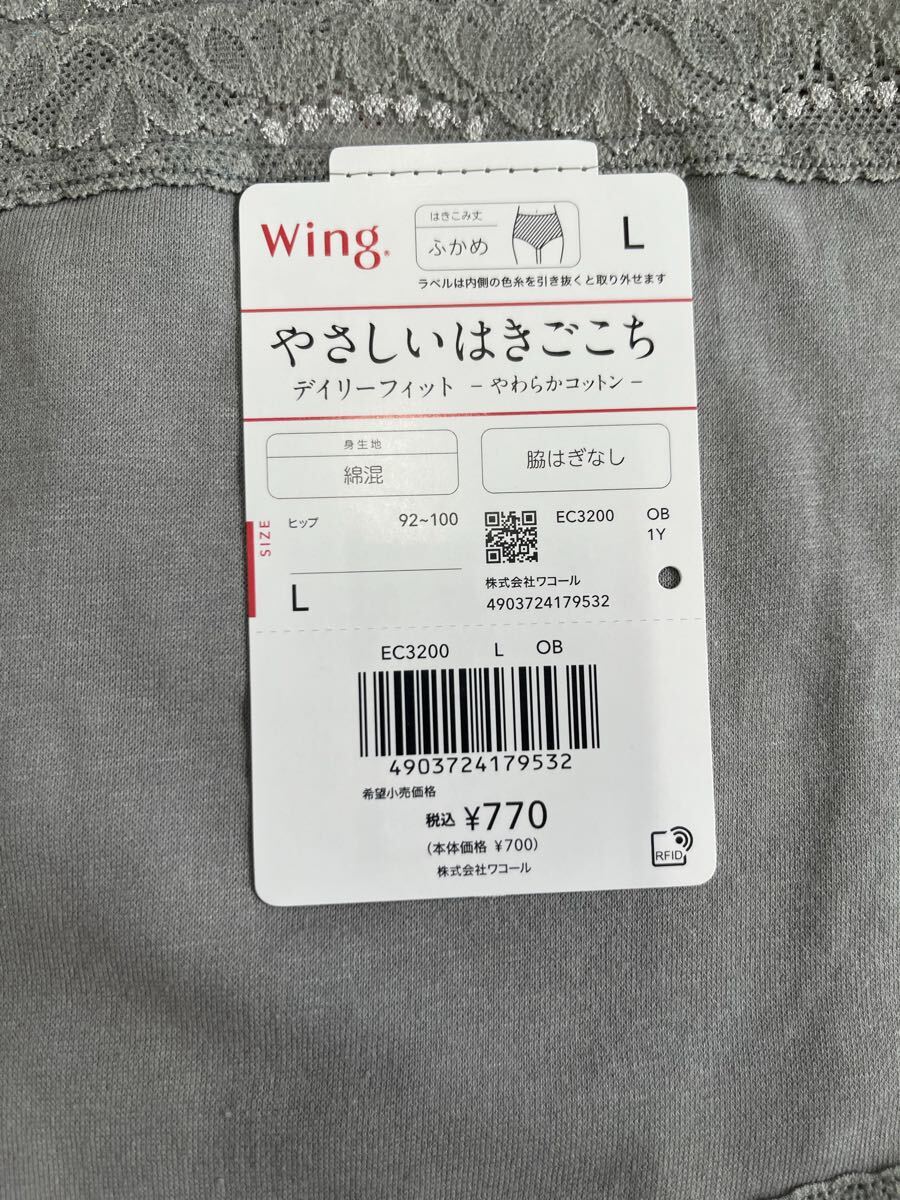 Wing®
はきこみ丈
ふかめ
L
ラベルは内側の色糸を引き抜くと取り外せます
やさしいはきごこち
デイリーフィット －やわらかコットン－
身生地
綿混
脇はぎなし
SIZE
ヒップ 92~100
L
EC3200 OB
1Y
株式会社ワコール
4903724179532
EC3200 L OB
4903724179532
希望小売価格
税込 ¥770
(本体価格 ¥700)
株式会社ワコール
RFID